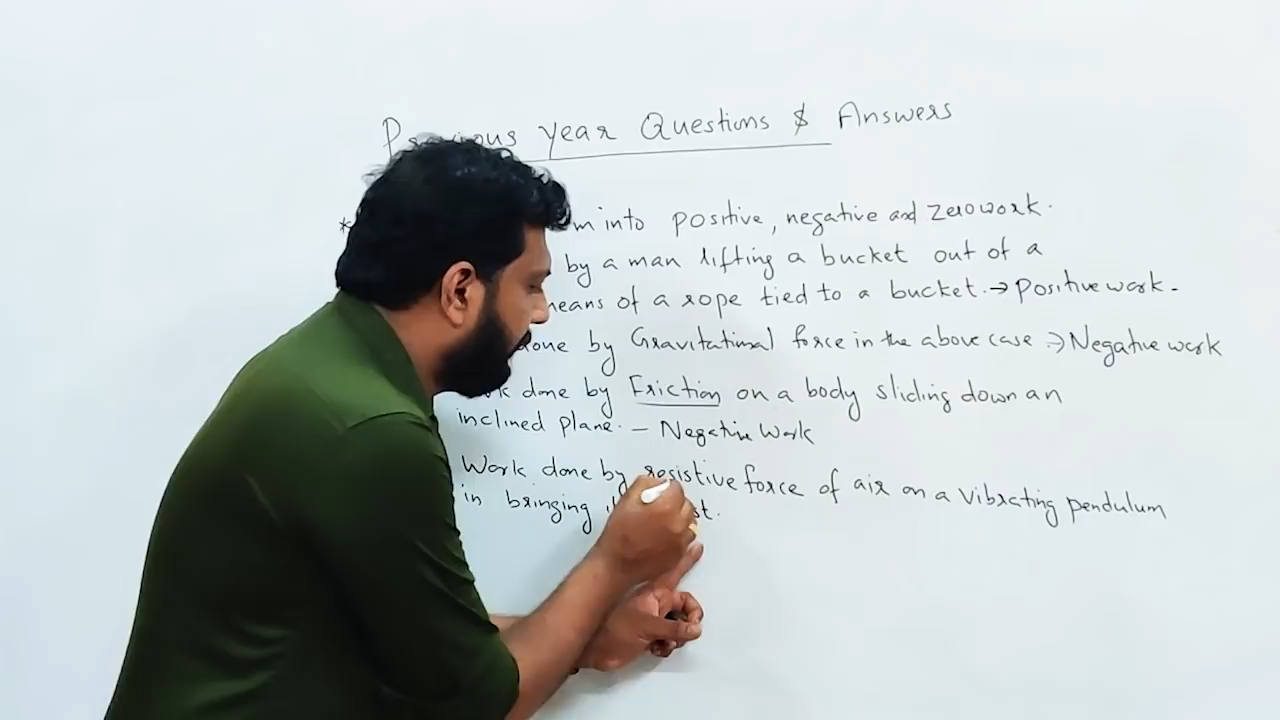 Previous year Questions & Answers
* into positive, negative and zero work.
by a man lifting a bucket out of a
means of a rope tied to a bucket. → positive work.
done by Gravitational force in the above case → Negative work
done by Friction on a body sliding down an
inclined plane. – Negative Work
Work done by resistive force of air on a vibrating pendulum
in bringing